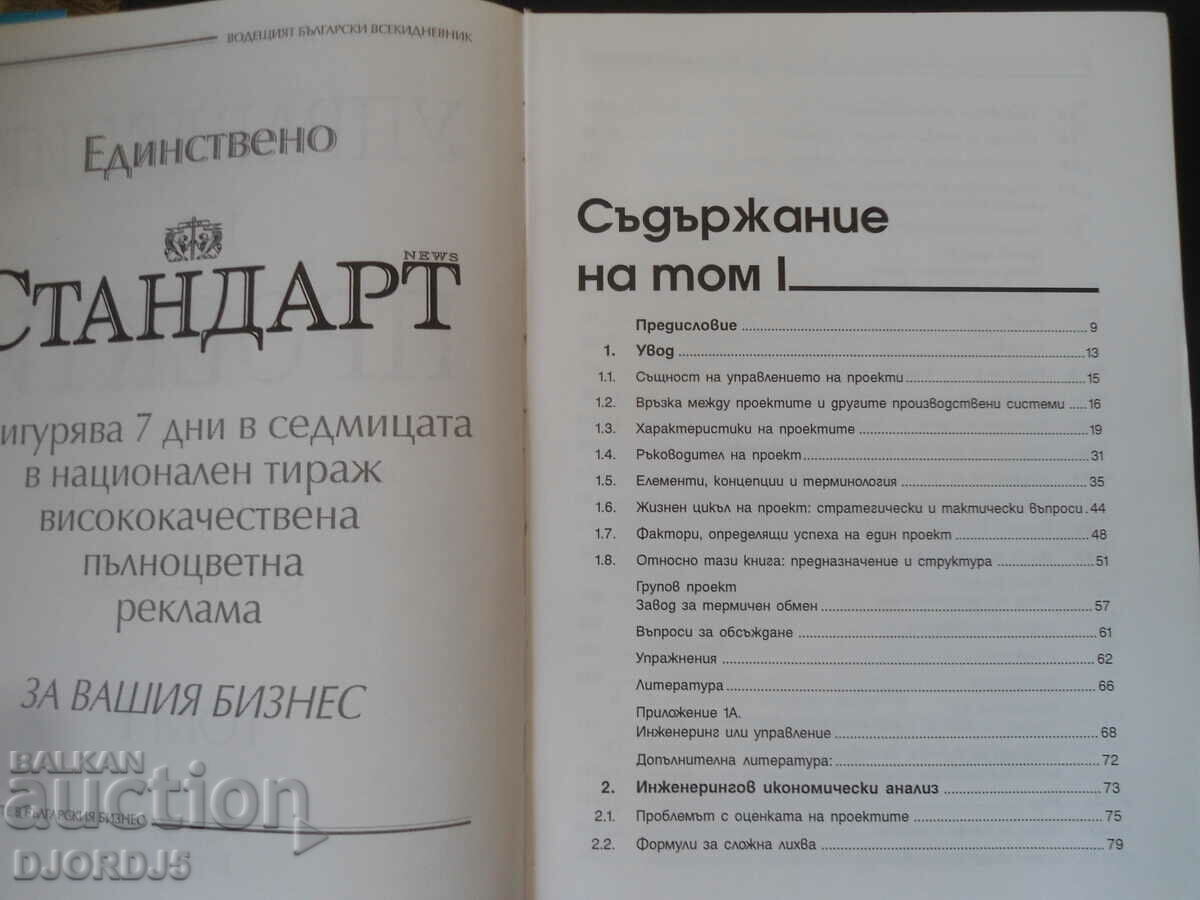 ВОДЕЩИЯТ БЪЛГАРСКИ ВСЕКИДНЕВНИК
Единствено
СТАНДАРТ
NEWS
игурява 7 дни в седмицата
в национален тираж
висококачествена
пълноцветна
реклама
ЗА ВАШИЯ БИЗНЕС
БЪЛГАРСКИЯ БИЗНЕС
BALKAN
auction
DJORDJ5
Съдържание
на том I
Предисловие 9
1. Увод 13
1.1. Същност на управлението на проекти 15
1.2. Връзка между проектите и другите производствени системи 16
1.3. Характеристики на проектите 19
1.4. Ръководител на проект 31
1.5. Елементи, концепции и терминология 35
1.6. Жизнен цикъл на проект: стратегически и тактически въпроси 44
1.7. Фактори, определящи успеха на един проект 48
1.8. Относно тази книга: предназначение и структура 51
Групов проект
Завод за термичен обмен 57
Въпроси за обсъждане 61
Упражнения 62
Литература 66
Приложение 1А.
Инженеринг или управление 68
Допълнителна литература: 72
2. Инженерингов икономически анализ 73
2.1. Проблемът с оценката на проектите 75
2.2. Формули за сложна лихва 79